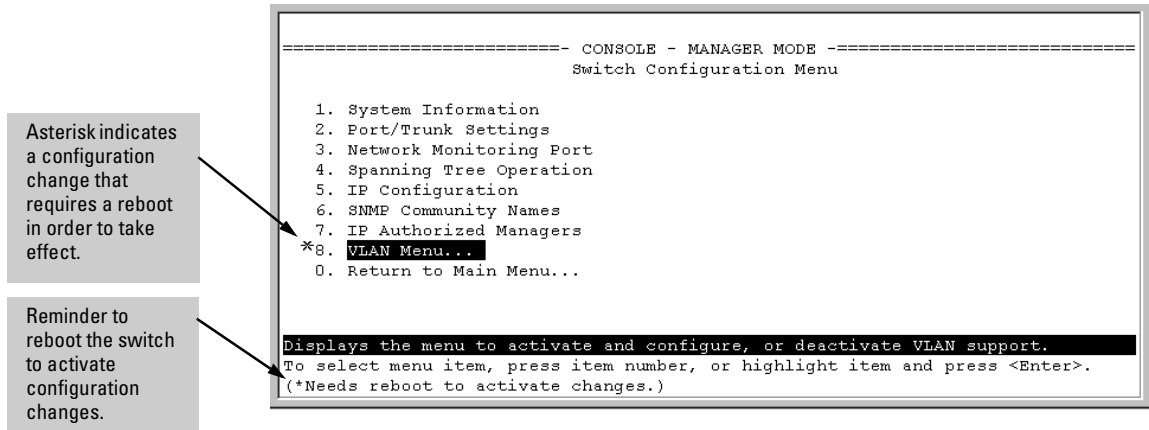 ==========================- CONSOLE - MANAGER MODE -============================
Switch Configuration Menu
1. System Information
2. Port/Trunk Settings
3. Network Monitoring Port
4. Spanning Tree Operation
5. IP Configuration
6. SNMP Community Names
7. IP Authorized Managers
*8. VLAN Menu...
0. Return to Main Menu...
Displays the menu to activate and configure, or deactivate VLAN support.
To select menu item, press item number, or highlight item and press <Enter>.
(*Needs reboot to activate changes.)
Asterisk indicates
a configuration
change that
requires a reboot
in order to take
effect.
Reminder to
reboot the switch
to activate
configuration
changes.